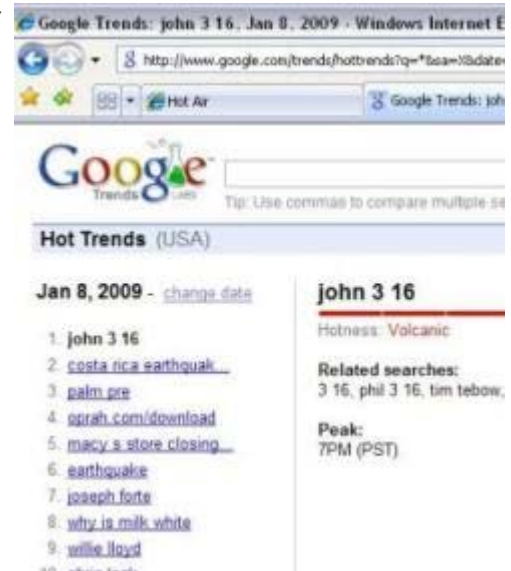 Google Trends: john 3 16, Jan 8, 2009 - Windows Internet E
http://www.google.com/trends/hottrends?q=*&sa=X&date=
Hot Air
Google Trends: joh
Google
Trends LABS
Tip: Use commas to compare multiple se
Hot Trends (USA)
Jan 8, 2009 - change date
1. john 3 16
2. costa rica earthquak...
3. palm pre
4. oprah.com/download
5. macy s store closing...
6. earthquake
7. joseph forte
8. why is milk white
9. willie lloyd
john 3 16
Hotness: Volcanic
Related searches:
3 16, phil 3 16, tim tebow,
Peak:
7PM (PST)